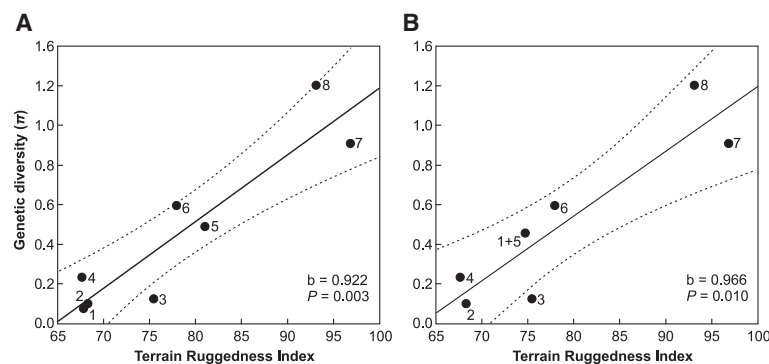 A
1.6
1.2
1.0
0.8
0.6
0.4
0.2
0.0
Genetic diversity (π)
8
7
6
5
4
2
1
3
b = 0.922
P = 0.003
65 70 75 80 85 90 95 100
Terrain Ruggedness Index
B
1.6
1.2
1.0
0.8
0.6
0.4
0.2
0.0
8
7
6
1+5
4
2
3
b = 0.966
P = 0.010
65 70 75 80 85 90 95 100
Terrain Ruggedness Index